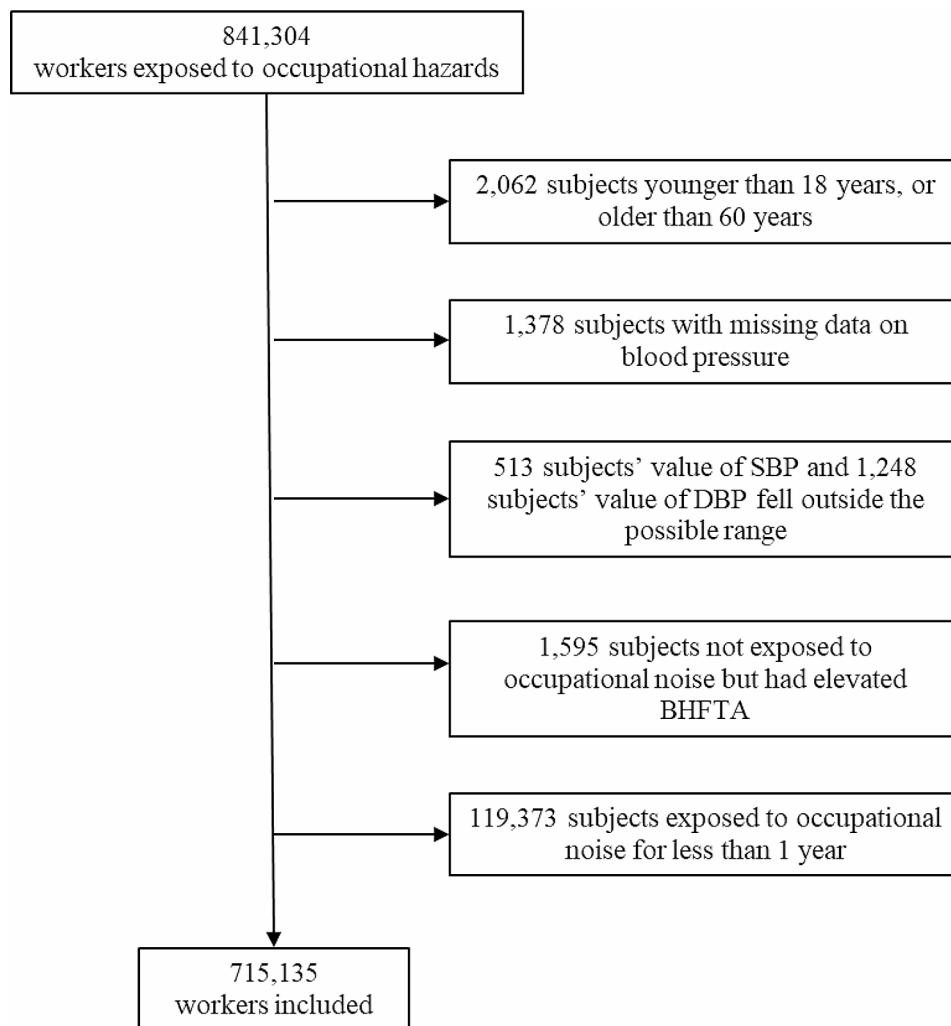 841,304
workers exposed to occupational hazards
2,062 subjects younger than 18 years, or
older than 60 years
1,378 subjects with missing data on
blood pressure
513 subjects’ value of SBP and 1,248
subjects’ value of DBP fell outside the
possible range
1,595 subjects not exposed to
occupational noise but had elevated
BHFTA
119,373 subjects exposed to occupational
noise for less than 1 year
715,135
workers included